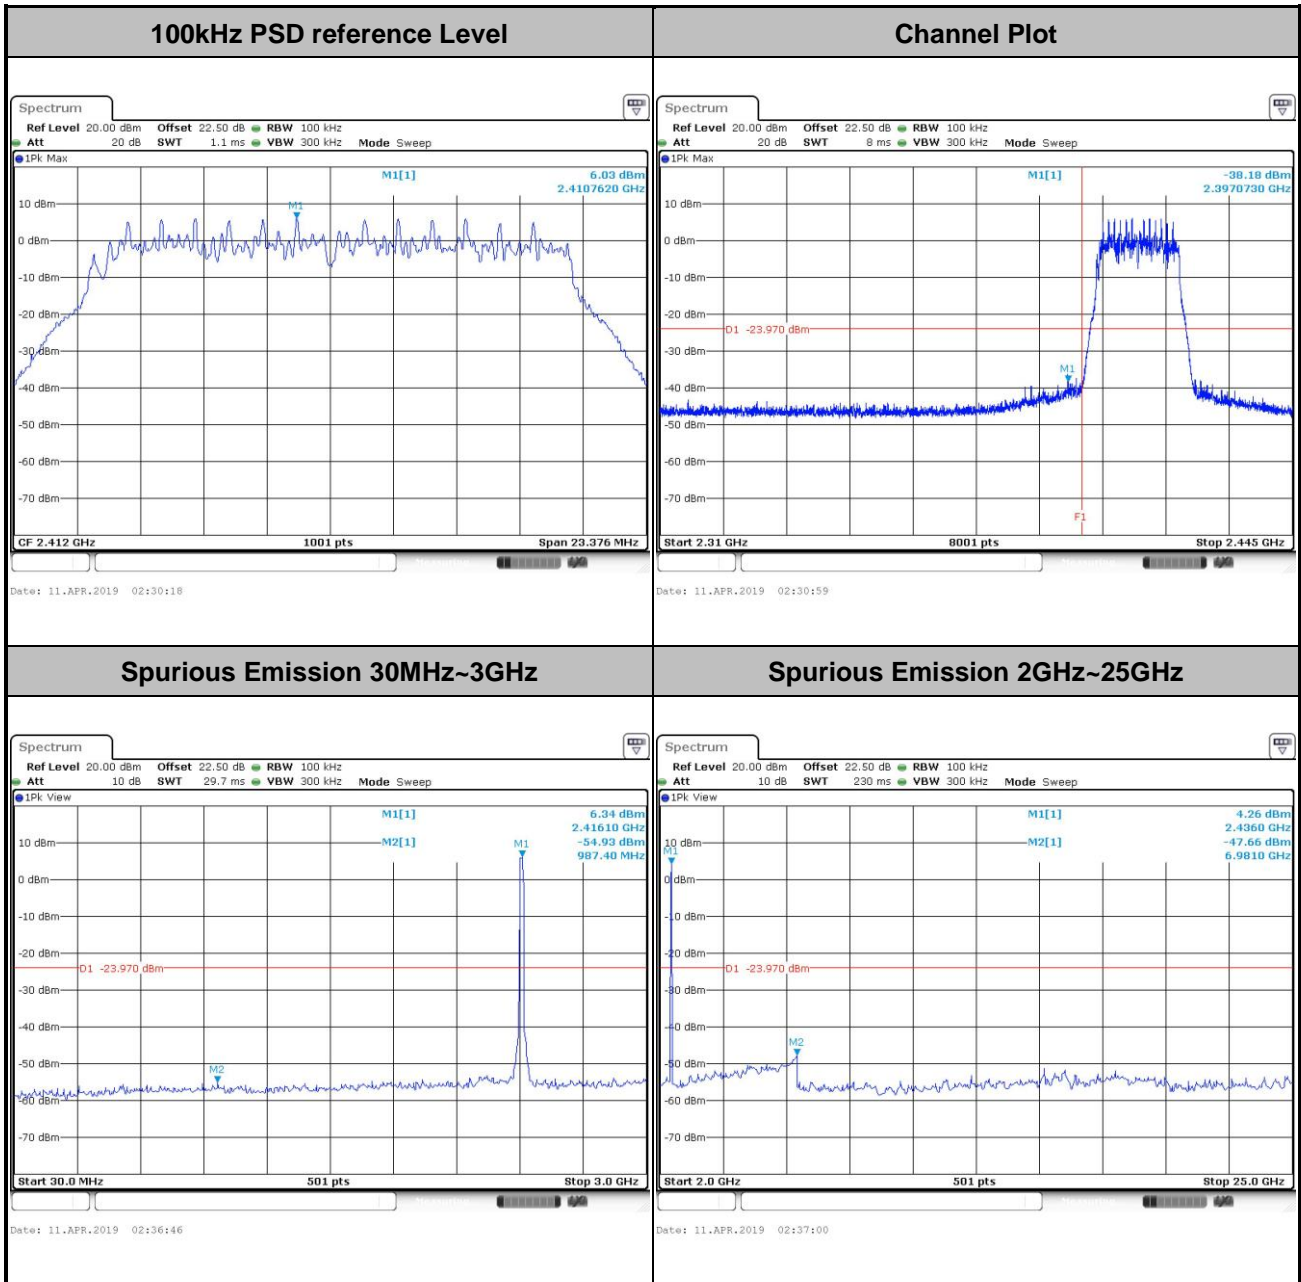 100kHz PSD reference Level
Channel Plot
Spectrum
Ref Level 20.00 dBm Offset 22.50 dB RBW 100 kHz
Att 20 dB SWT 1.1 ms VBW 300 kHz Mode Sweep
1Pk Max
M1[1] 6.03 dBm
2.4107620 GHz
M1
10 dBm
0 dBm
-10 dBm
-20 dBm
-30 dBm
-40 dBm
-50 dBm
-60 dBm
-70 dBm
CF 2.412 GHz 1001 pts Span 23.376 MHz
Date: 11.APR.2019 02:30:18
Spectrum
Ref Level 20.00 dBm Offset 22.50 dB RBW 100 kHz
Att 20 dB SWT 8 ms VBW 300 kHz Mode Sweep
1Pk Max
M1[1] -38.18 dBm
2.3970730 GHz
10 dBm
0 dBm
-10 dBm
-20 dBm
D1 -23.970 dBm
-30 dBm
M1
-40 dBm
-50 dBm
-60 dBm
-70 dBm
F1
Start 2.31 GHz 8001 pts Stop 2.445 GHz
Date: 11.APR.2019 02:30:59
Spurious Emission 30MHz~3GHz
Spurious Emission 2GHz~25GHz
Spectrum
Ref Level 20.00 dBm Offset 22.50 dB RBW 100 kHz
Att 10 dB SWT 29.7 ms VBW 300 kHz Mode Sweep
1Pk View
M1[1] 6.34 dBm
2.41610 GHz
M2[1] -54.93 dBm
987.40 MHz
10 dBm
M1
0 dBm
-10 dBm
-20 dBm
D1 -23.970 dBm
-30 dBm
-40 dBm
-50 dBm
M2
-60 dBm
-70 dBm
Start 30.0 MHz 501 pts Stop 3.0 GHz
Date: 11.APR.2019 02:36:46
Spectrum
Ref Level 20.00 dBm Offset 22.50 dB RBW 100 kHz
Att 10 dB SWT 230 ms VBW 300 kHz Mode Sweep
1Pk View
M1[1] 4.26 dBm
2.4360 GHz
M2[1] -47.66 dBm
6.9810 GHz
10 dBm
M1
0 dBm
-10 dBm
-20 dBm
D1 -23.970 dBm
-30 dBm
-40 dBm
M2
-50 dBm
-60 dBm
-70 dBm
Start 2.0 GHz 501 pts Stop 25.0 GHz
Date: 11.APR.2019 02:37:00